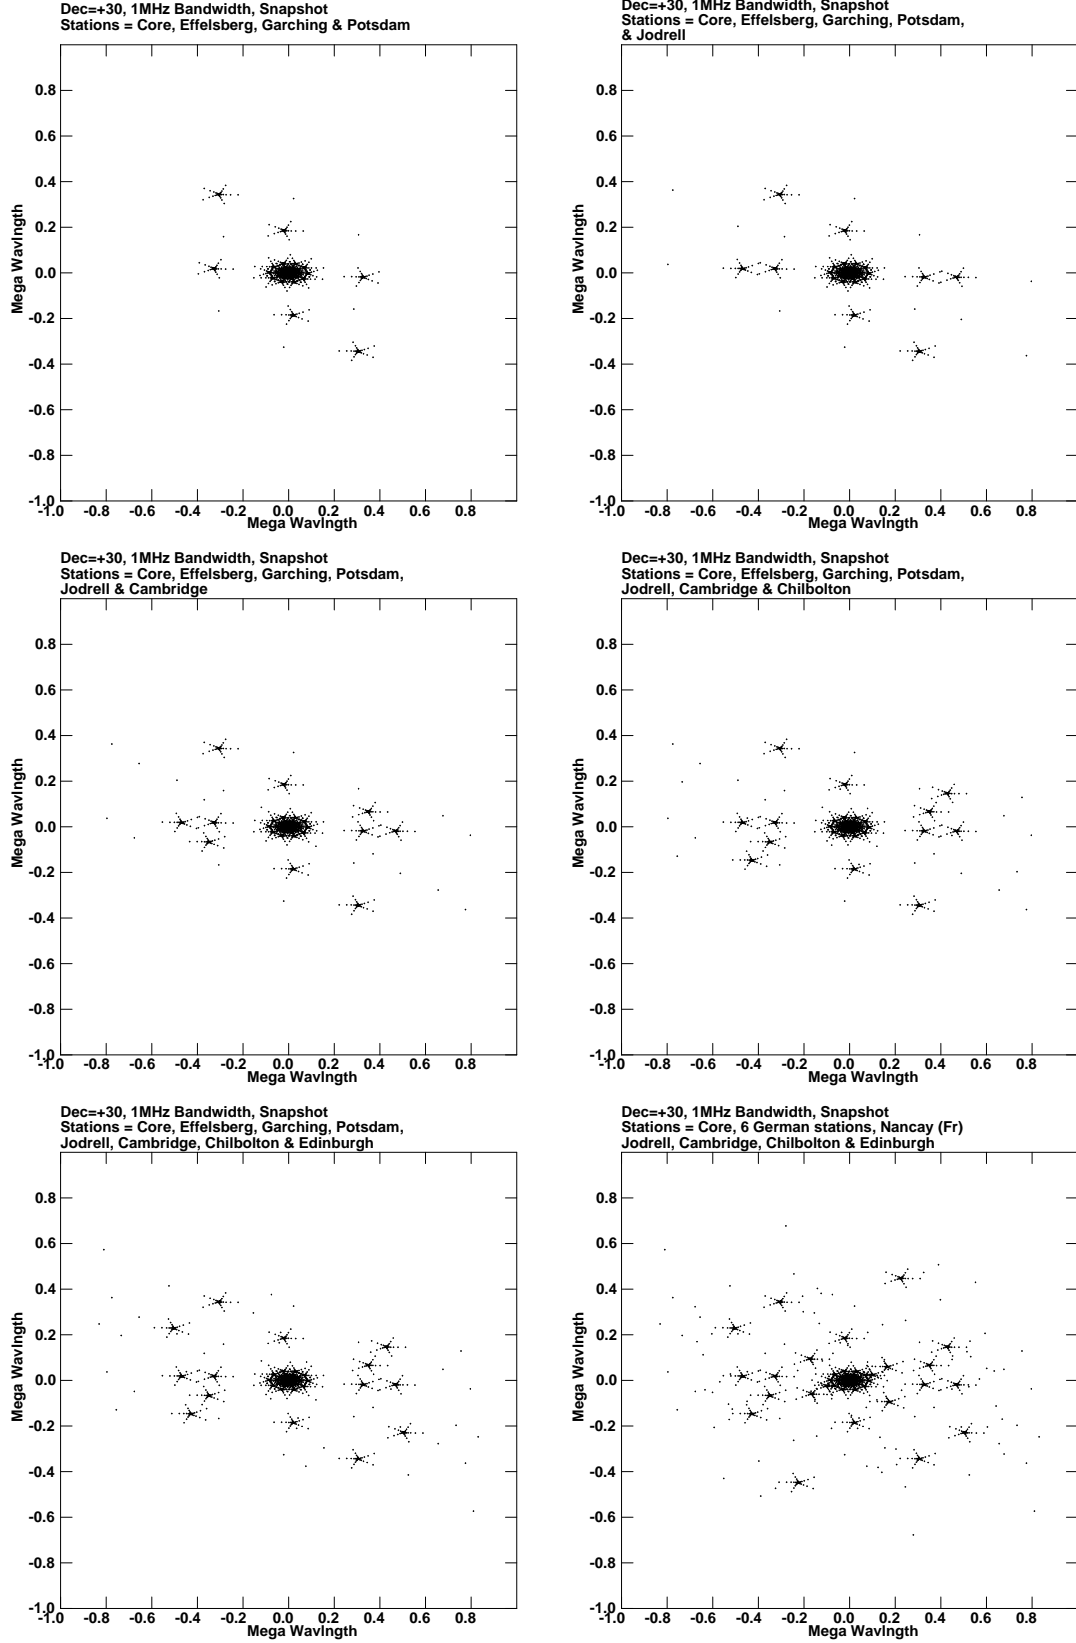 Dec=+30, 1MHz Bandwidth, Snapshot
Stations = Core, Effelsberg, Garching & Potsdam
0.8
0.6
0.4
0.2
0.0
-0.2
-0.4
-0.6
-0.8
-1.0
Mega Wavlngth
-1.0 -0.8 -0.6 -0.4 -0.2 0.0 0.2 0.4 0.6 0.8
Mega Wavlngth
Dec=+30, 1MHz Bandwidth, Snapshot
Stations = Core, Effelsberg, Garching, Potsdam,
& Jodrell
0.8
0.6
0.4
0.2
0.0
-0.2
-0.4
-0.6
-0.8
-1.0
Mega Wavlngth
-1.0 -0.8 -0.6 -0.4 -0.2 0.0 0.2 0.4 0.6 0.8
Mega Wavlngth
Dec=+30, 1MHz Bandwidth, Snapshot
Stations = Core, Effelsberg, Garching, Potsdam,
Jodrell & Cambridge
0.8
0.6
0.4
0.2
0.0
-0.2
-0.4
-0.6
-0.8
-1.0
Mega Wavlngth
-1.0 -0.8 -0.6 -0.4 -0.2 0.0 0.2 0.4 0.6 0.8
Mega Wavlngth
Dec=+30, 1MHz Bandwidth, Snapshot
Stations = Core, Effelsberg, Garching, Potsdam,
Jodrell, Cambridge & Chilbolton
0.8
0.6
0.4
0.2
0.0
-0.2
-0.4
-0.6
-0.8
-1.0
Mega Wavlngth
-1.0 -0.8 -0.6 -0.4 -0.2 0.0 0.2 0.4 0.6 0.8
Mega Wavlngth
Dec=+30, 1MHz Bandwidth, Snapshot
Stations = Core, Effelsberg, Garching, Potsdam,
Jodrell, Cambridge, Chilbolton & Edinburgh
0.8
0.6
0.4
0.2
0.0
-0.2
-0.4
-0.6
-0.8
-1.0
Mega Wavlngth
-1.0 -0.8 -0.6 -0.4 -0.2 0.0 0.2 0.4 0.6 0.8
Mega Wavlngth
Dec=+30, 1MHz Bandwidth, Snapshot
Stations = Core, 6 German stations, Nancay (Fr)
Jodrell, Cambridge, Chilbolton & Edinburgh
0.8
0.6
0.4
0.2
0.0
-0.2
-0.4
-0.6
-0.8
-1.0
Mega Wavlngth
-1.0 -0.8 -0.6 -0.4 -0.2 0.0 0.2 0.4 0.6 0.8
Mega Wavlngth